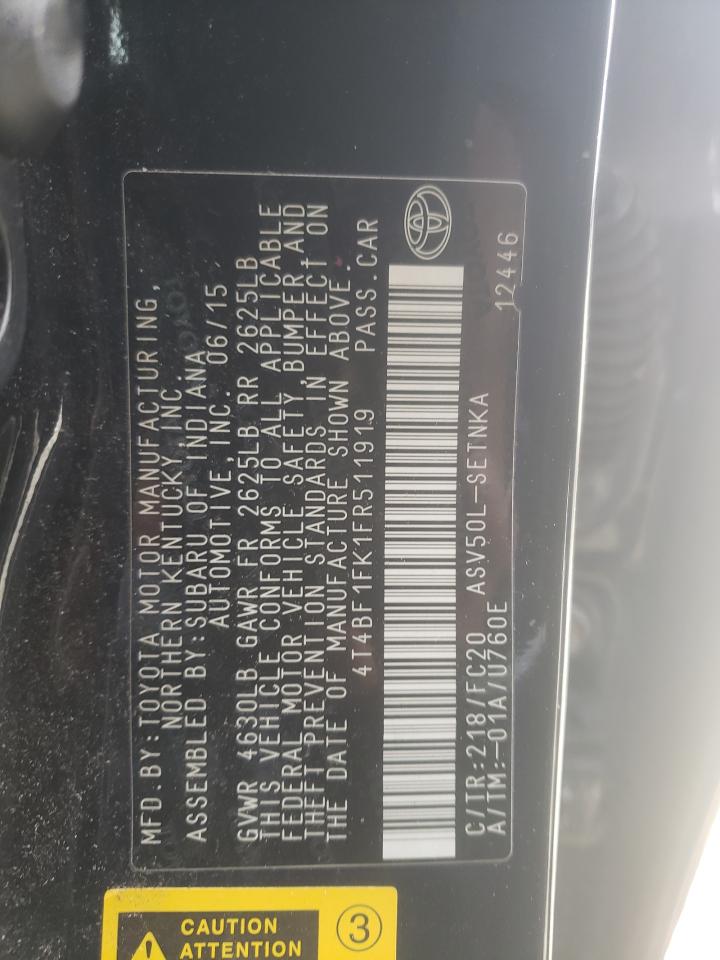 MFD.BY:TOYOTA MOTOR MANUFACTURING,
NORTHERN KENTUCKY,INC.
ASSEMBLED BY:SUBARU OF INDIANA
AUTOMOTIVE,INC. 06/15
GVWR 4630LB GAWR FR 2625LB RR 2625LB
THIS VEHICLE CONFORMS TO ALL APPLICABLE
FEDERAL MOTOR VEHICLE SAFETY,BUMPER,AND
THEFT PREVENTION STANDARDS IN EFFECT ON
THE DATE OF MANUFACTURE SHOWN ABOVE.
4T4BF1FK1FR511919 PASS.CAR
C/TR:218/FC20 ASV50L-SETNKA
A/TM:-01A/U760E 12446
CAUTION
ATTENTION
3